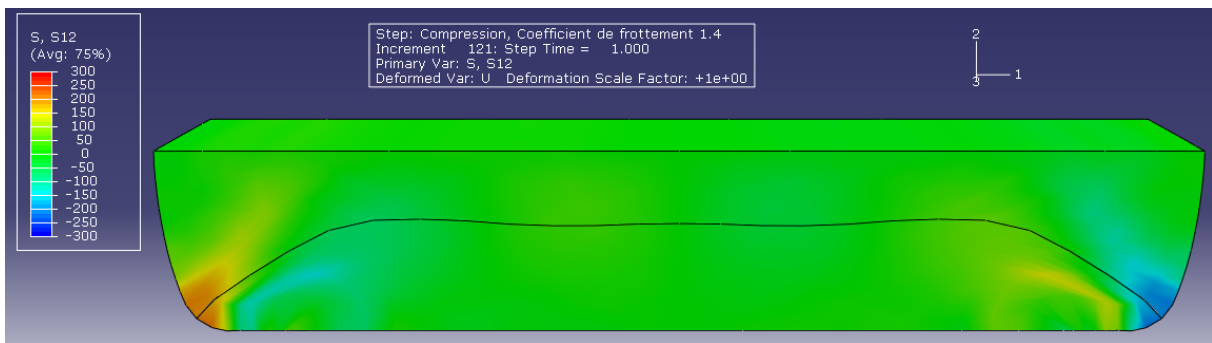 S, S12
(Avg: 75%)
300
250
200
150
100
50
0
-50
-100
-150
-200
-250
-300
Step: Compression, Coefficient de frottement 1.4
Increment 121: Step Time = 1.000
Primary Var: S, S12
Deformed Var: U Deformation Scale Factor: +1e+00
2
1
3